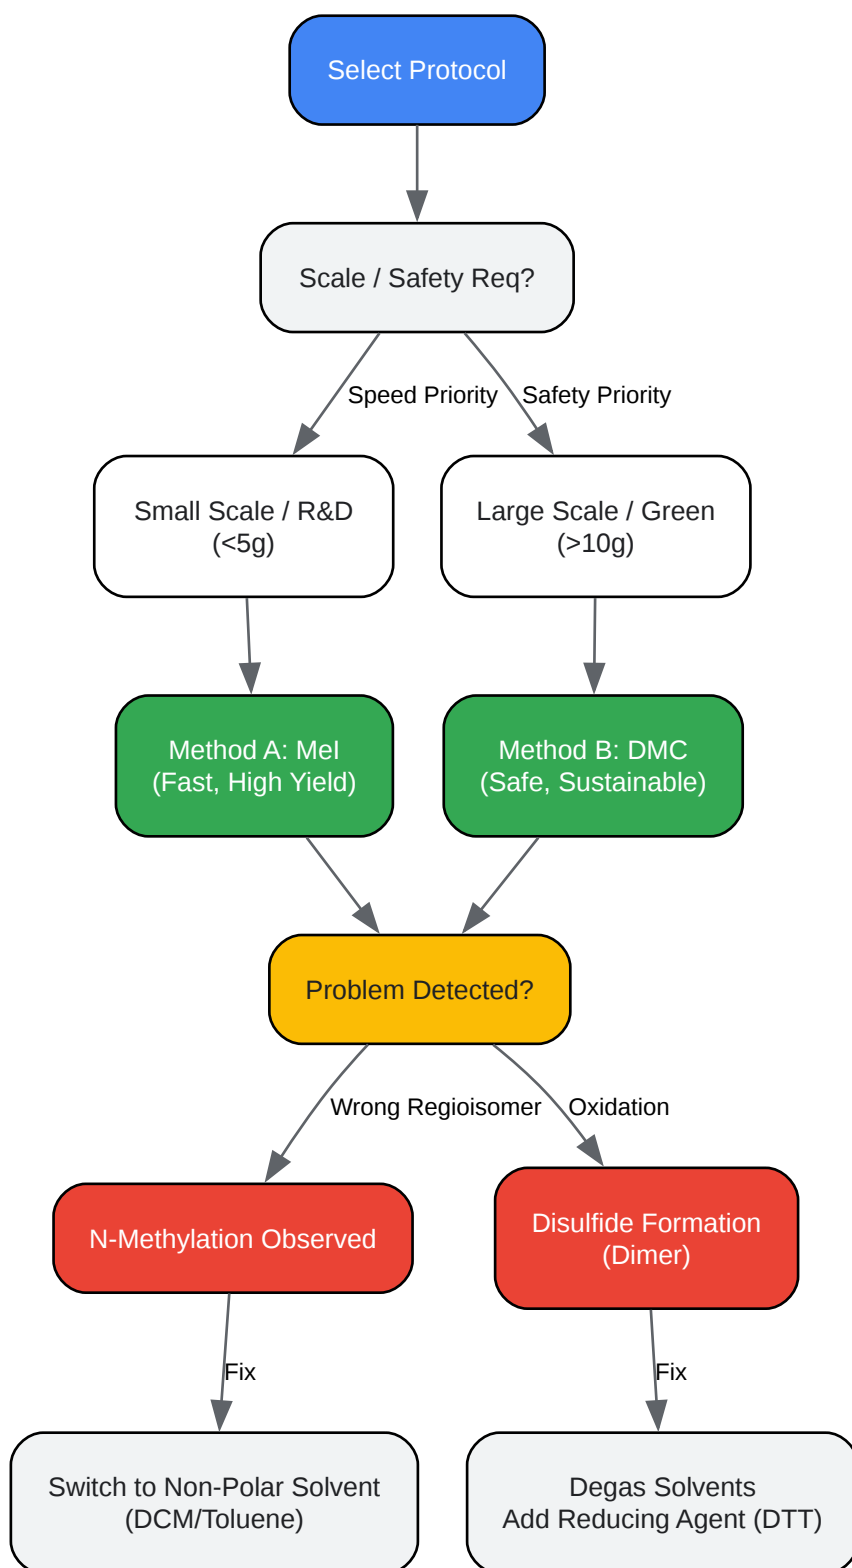 Select Protocol
Scale / Safety Req?
Speed Priority
Safety Priority
Small Scale / R&D
(<5g)
Large Scale / Green
(>10g)
Method A: MeI
(Fast, High Yield)
Method B: DMC
(Safe, Sustainable)
Problem Detected?
Wrong Regioisomer
Oxidation
N-Methylation Observed
Disulfide Formation
(Dimer)
Fix
Fix
Switch to Non-Polar Solvent
(DCM/Toluene)
Degas Solvents
Add Reducing Agent (DTT)